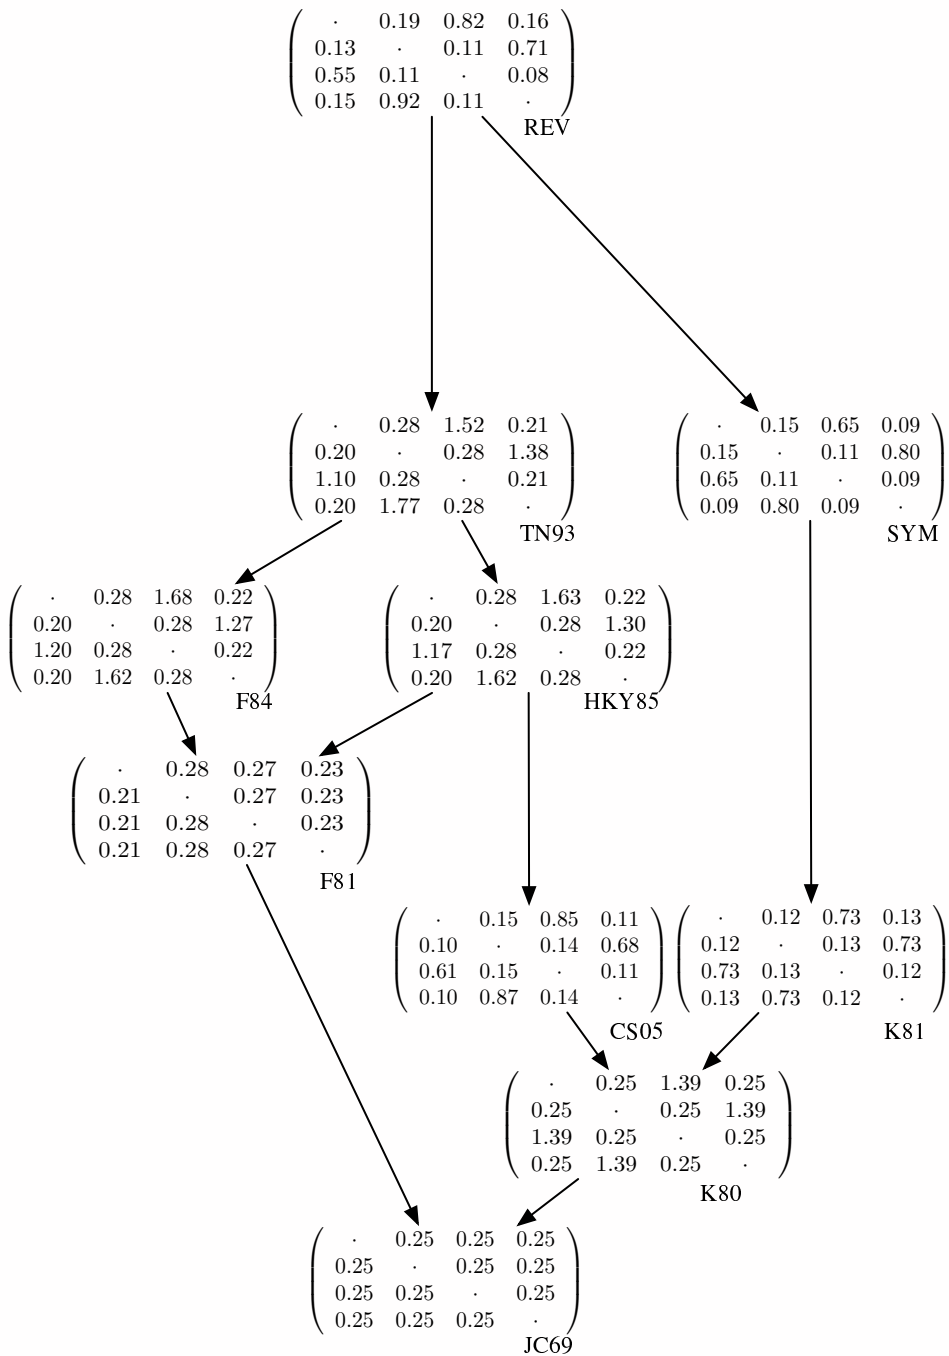 · 0.19 0.82 0.16
0.13 · 0.11 0.71
0.55 0.11 · 0.08
0.15 0.92 0.11 ·
REV
· 0.28 1.52 0.21
0.20 · 0.28 1.38
1.10 0.28 · 0.21
0.20 1.77 0.28 ·
TN93
· 0.15 0.65 0.09
0.15 · 0.11 0.80
0.65 0.11 · 0.09
0.09 0.80 0.09 ·
SYM
· 0.28 1.68 0.22
0.20 · 0.28 1.27
1.20 0.28 · 0.22
0.20 1.62 0.28 ·
F84
· 0.28 1.63 0.22
0.20 · 0.28 1.30
1.17 0.28 · 0.22
0.20 1.62 0.28 ·
HKY85
· 0.28 0.27 0.23
0.21 · 0.27 0.23
0.21 0.28 · 0.23
0.21 0.28 0.27 ·
F81
· 0.15 0.85 0.11
0.10 · 0.14 0.68
0.61 0.15 · 0.11
0.10 0.87 0.14 ·
CS05
· 0.12 0.73 0.13
0.12 · 0.13 0.73
0.73 0.13 · 0.12
0.13 0.73 0.12 ·
K81
· 0.25 1.39 0.25
0.25 · 0.25 1.39
1.39 0.25 · 0.25
0.25 1.39 0.25 ·
K80
· 0.25 0.25 0.25
0.25 · 0.25 0.25
0.25 0.25 · 0.25
0.25 0.25 0.25 ·
JC69